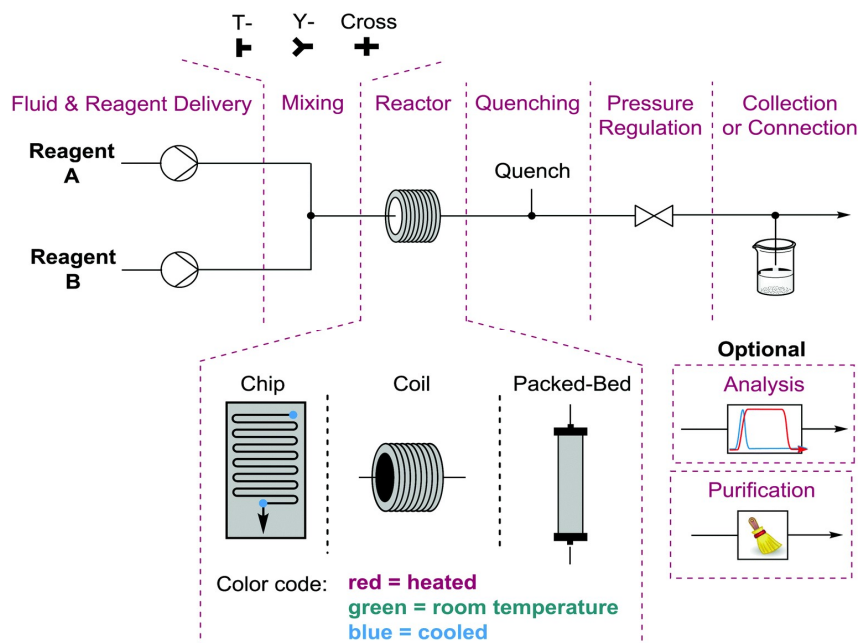 T-
Y-
Cross
Fluid & Reagent Delivery
Mixing
Reactor
Quenching
Pressure
Regulation
Collection
or Connection
Reagent
A
Quench
Reagent
B
Optional
Chip
Coil
Packed-Bed
Analysis
Purification
Color code:
red = heated
green = room temperature
blue = cooled